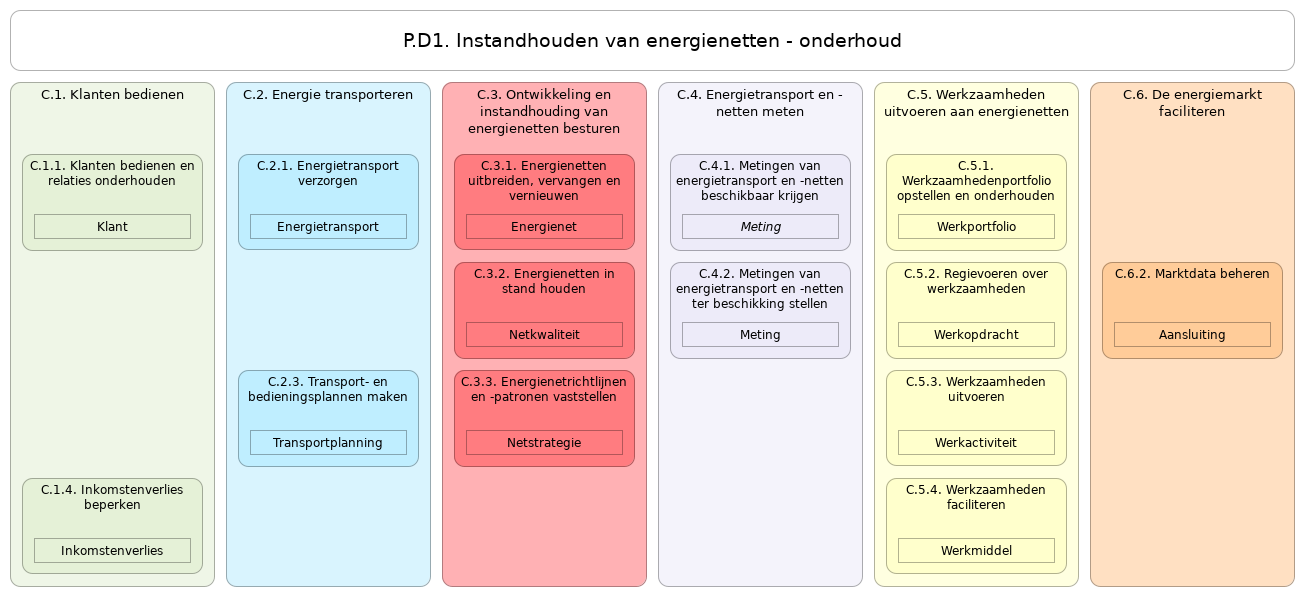 P.D1. Instandhouden van energienetten - onderhoud
C.1. Klanten bedienen
C.1.1. Klanten bedienen en
relaties onderhouden
Klant
C.1.4. Inkomstenverlies
beperken
Inkomstenverlies
C.2. Energie transporteren
C.2.1. Energietransport
verzorgen
Energietransport
C.2.3. Transport- en
bedieningsplannen maken
Transportplanning
C.3. Ontwikkeling en
instandhouding van
energienetten besturen
C.3.1. Energienetten
uitbreiden, vervangen en
vernieuwen
Energienet
C.3.2. Energienetten in
stand houden
Netkwaliteit
C.3.3. Energienetrichtlijnen
en -patronen vaststellen
Netstrategie
C.4. Energietransport en -
netten meten
C.4.1. Metingen van
energietransport en -netten
beschikbaar krijgen
Meting
C.4.2. Metingen van
energietransport en -netten
ter beschikking stellen
Meting
C.5. Werkzaamheden
uitvoeren aan energienetten
C.5.1.
Werkzaamhedenportfolio
opstellen en onderhouden
Werkportfolio
C.5.2. Regievoeren over
werkzaamheden
Werkopdracht
C.5.3. Werkzaamheden
uitvoeren
Werkactiviteit
C.5.4. Werkzaamheden
faciliteren
Werkmiddel
C.6. De energiemarkt
faciliteren
C.6.2. Marktdata beheren
Aansluiting